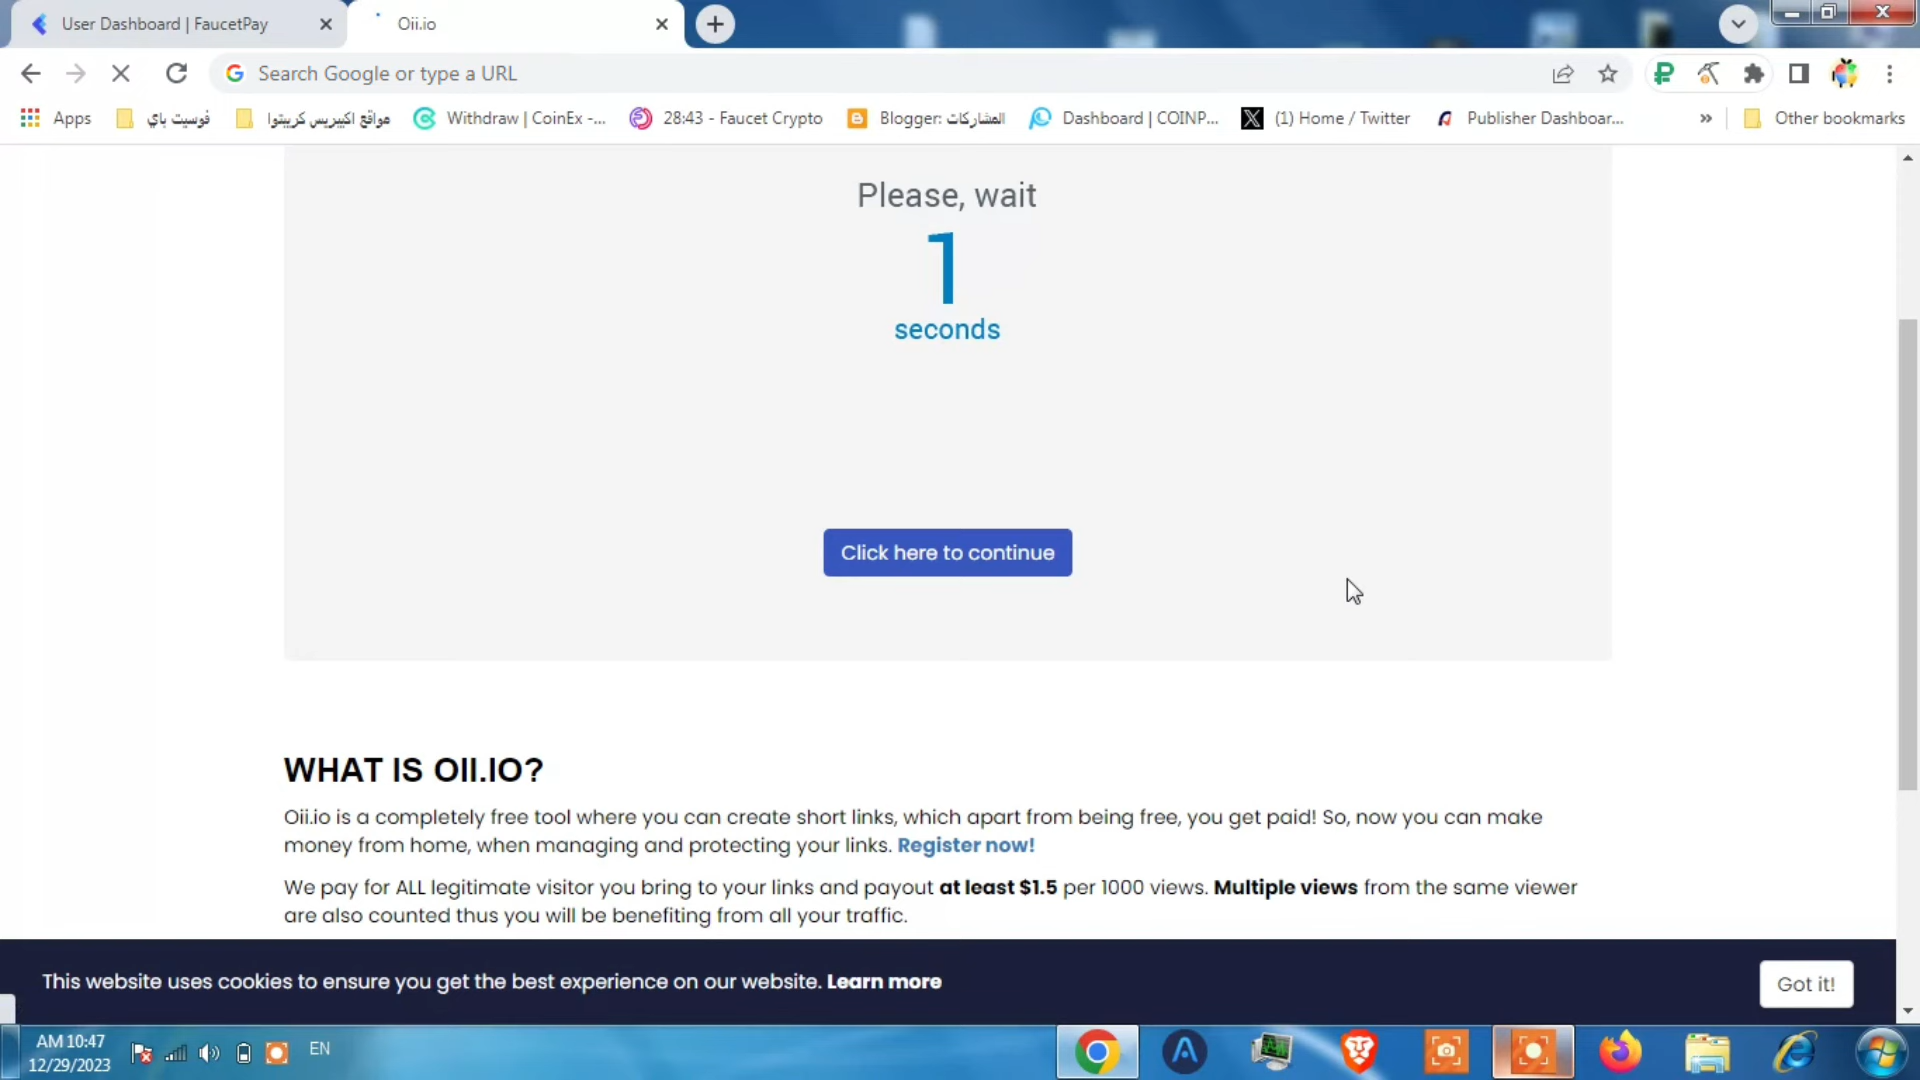 User Dashboard | FaucetPay
Oii.io
Search Google or type a URL
Apps
فوسيت باي
مواقع اكبيريس كريبتوا
Withdraw | CoinEx -...
28:43 - Faucet Crypto
Blogger: المشاركات
Dashboard | COINP...
(1) Home / Twitter
Publisher Dashboar...
Other bookmarks
Please, wait
1
seconds
Click here to continue
WHAT IS OII.IO?
Oii.io is a completely free tool where you can create short links, which apart from being free, you get paid! So, now you can make
money from home, when managing and protecting your links. Register now!
We pay for ALL legitimate visitor you bring to your links and payout at least $1.5 per 1000 views. Multiple views from the same viewer
are also counted thus you will be benefiting from all your traffic.
This website uses cookies to ensure you get the best experience on our website. Learn more
Got it!
AM 10:47
12/29/2023
EN